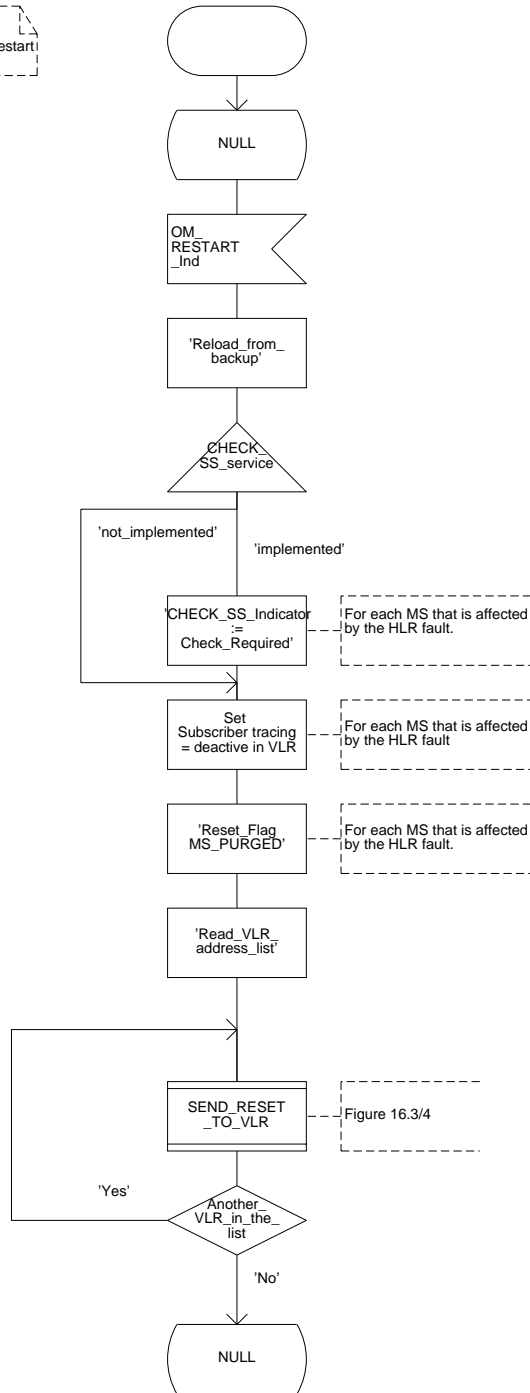 estart
NULL
OM_
RESTART
_Ind
'Reload_from_
backup'
CHECK_
SS_service
'not_implemented'
'implemented'
'CHECK_SS_Indicator
:=
Check_Required'
For each MS that is affected
by the HLR fault.
Set
Subscriber tracing
= deactive in VLR
For each MS that is affected
by the HLR fault
'Reset_Flag
MS_PURGED'
For each MS that is affected
by the HLR fault.
'Read_VLR_
address_list'
SEND_RESET
_TO_VLR
Figure 16.3/4
'Yes'
Another_
VLR_in_the_
list
'No'
NULL